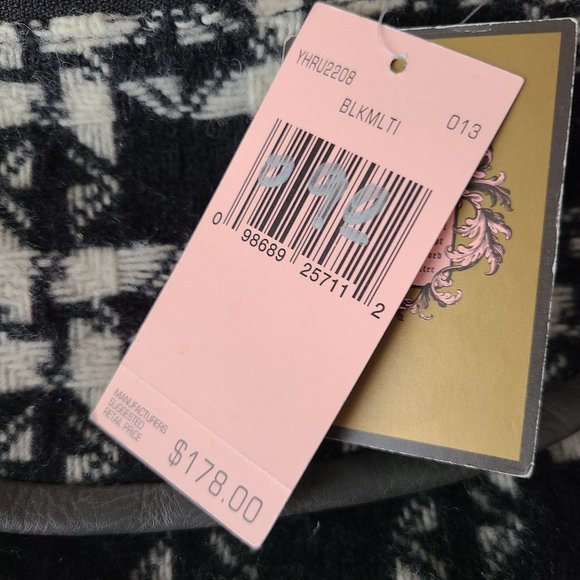 YHRU2208
BLKMLTI
013
0 98689 25711 2
MANUFACTURERS
SUGGESTED
RETAIL PRICE
$178.00